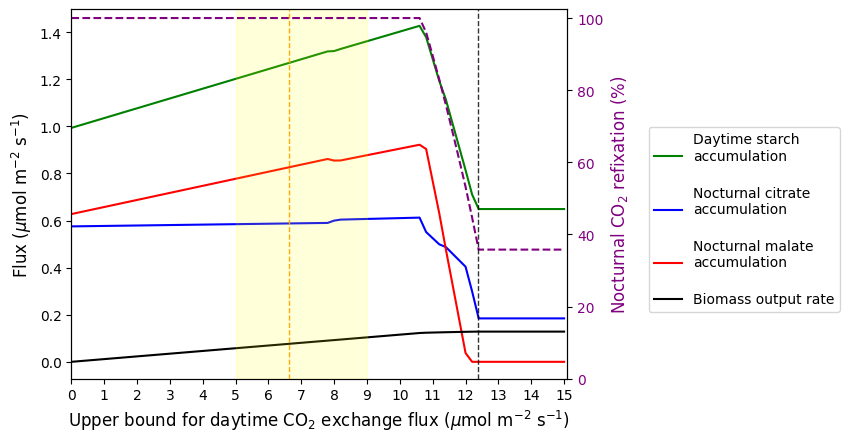 1.4
1.2
1.0
0.8
0.6
0.4
0.2
0.0
Flux (μmol m⁻² s⁻¹)
0 1 2 3 4 5 6 7 8 9 10 11 12 13 14 15
Upper bound for daytime CO₂ exchange flux (μmol m⁻² s⁻¹)
100
80
60
40
20
0
Nocturnal CO₂ refixation (%)
Daytime starch
accumulation
Nocturnal citrate
accumulation
Nocturnal malate
accumulation
Biomass output rate